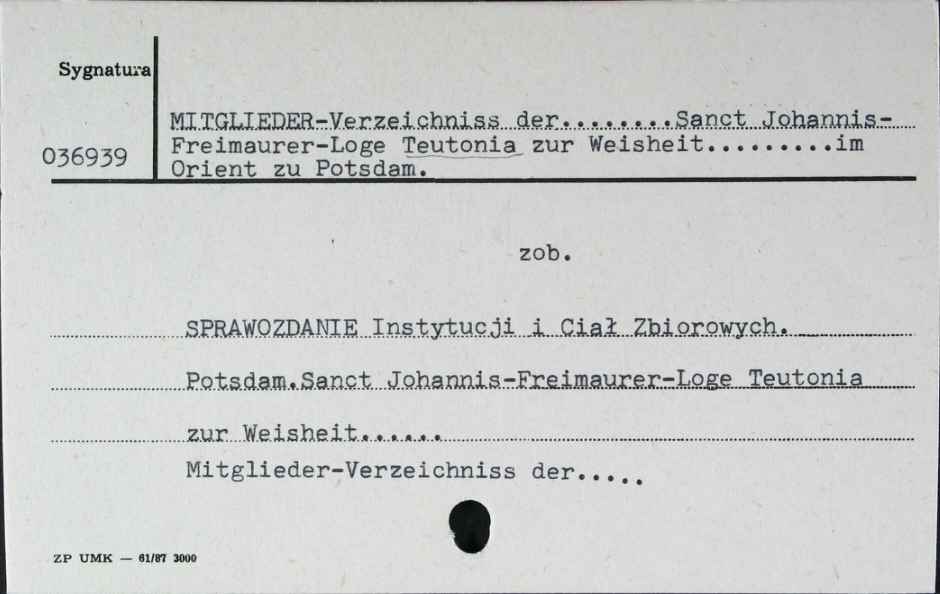 Sygnatura
MITGLIEDER-Verzeichniss der........Sanct Johannis-
036939
Freimaurer-Loge Teutonia zur Weisheit.........im
Orient zu Potsdam.
zob.
SPRAWOZDANIE Instytucji i Ciał Zbiorowych.
Potsdam.Sanct Johannis-Freimaurer-Loge Teutonia
zur Weisheit......
Mitglieder-Verzeichniss der.....
ZP UMK — 61/87 3000